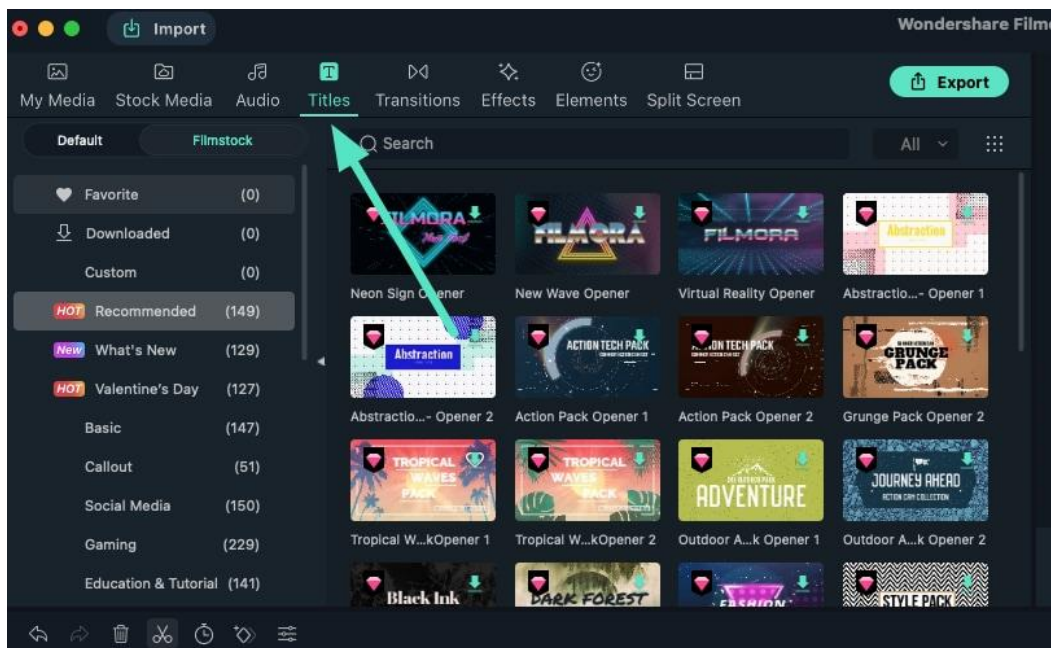 Import
Wondershare Filmo
My Media Stock Media Audio Titles Transitions Effects Elements Split Screen
Export
Default Filmstock
Search
All
Favorite (0)
Downloaded (0)
Custom (0)
HOT Recommended (149)
New What's New (129)
HOT Valentine's Day (127)
Basic (147)
Callout (51)
Social Media (150)
Gaming (229)
Education & Tutorial (141)
FILMORA
FILMORA
FILMORA
Abstraction
Neon Sign Opener New Wave Opener Virtual Reality Opener Abstractio...- Opener 1
Abstraction
ACTION TECH PACK
TECH PACK
GRUNGE
PACK
Abstractio...- Opener 2 Action Pack Opener 1 Action Pack Opener 2 Grunge Pack Opener 2
TROPICAL
WAVES
PACK
TROPICAL
WAVES
PACK
ADVENTURE
JOURNEY AHEAD
ACTION CAM COLLECTION
Tropical W...kOpener 1 Tropical W...kOpener 2 Outdoor A...k Opener 1 Outdoor A...k Opener 2
Black Ink
DARK FOREST
FASHION
STYLE PACK